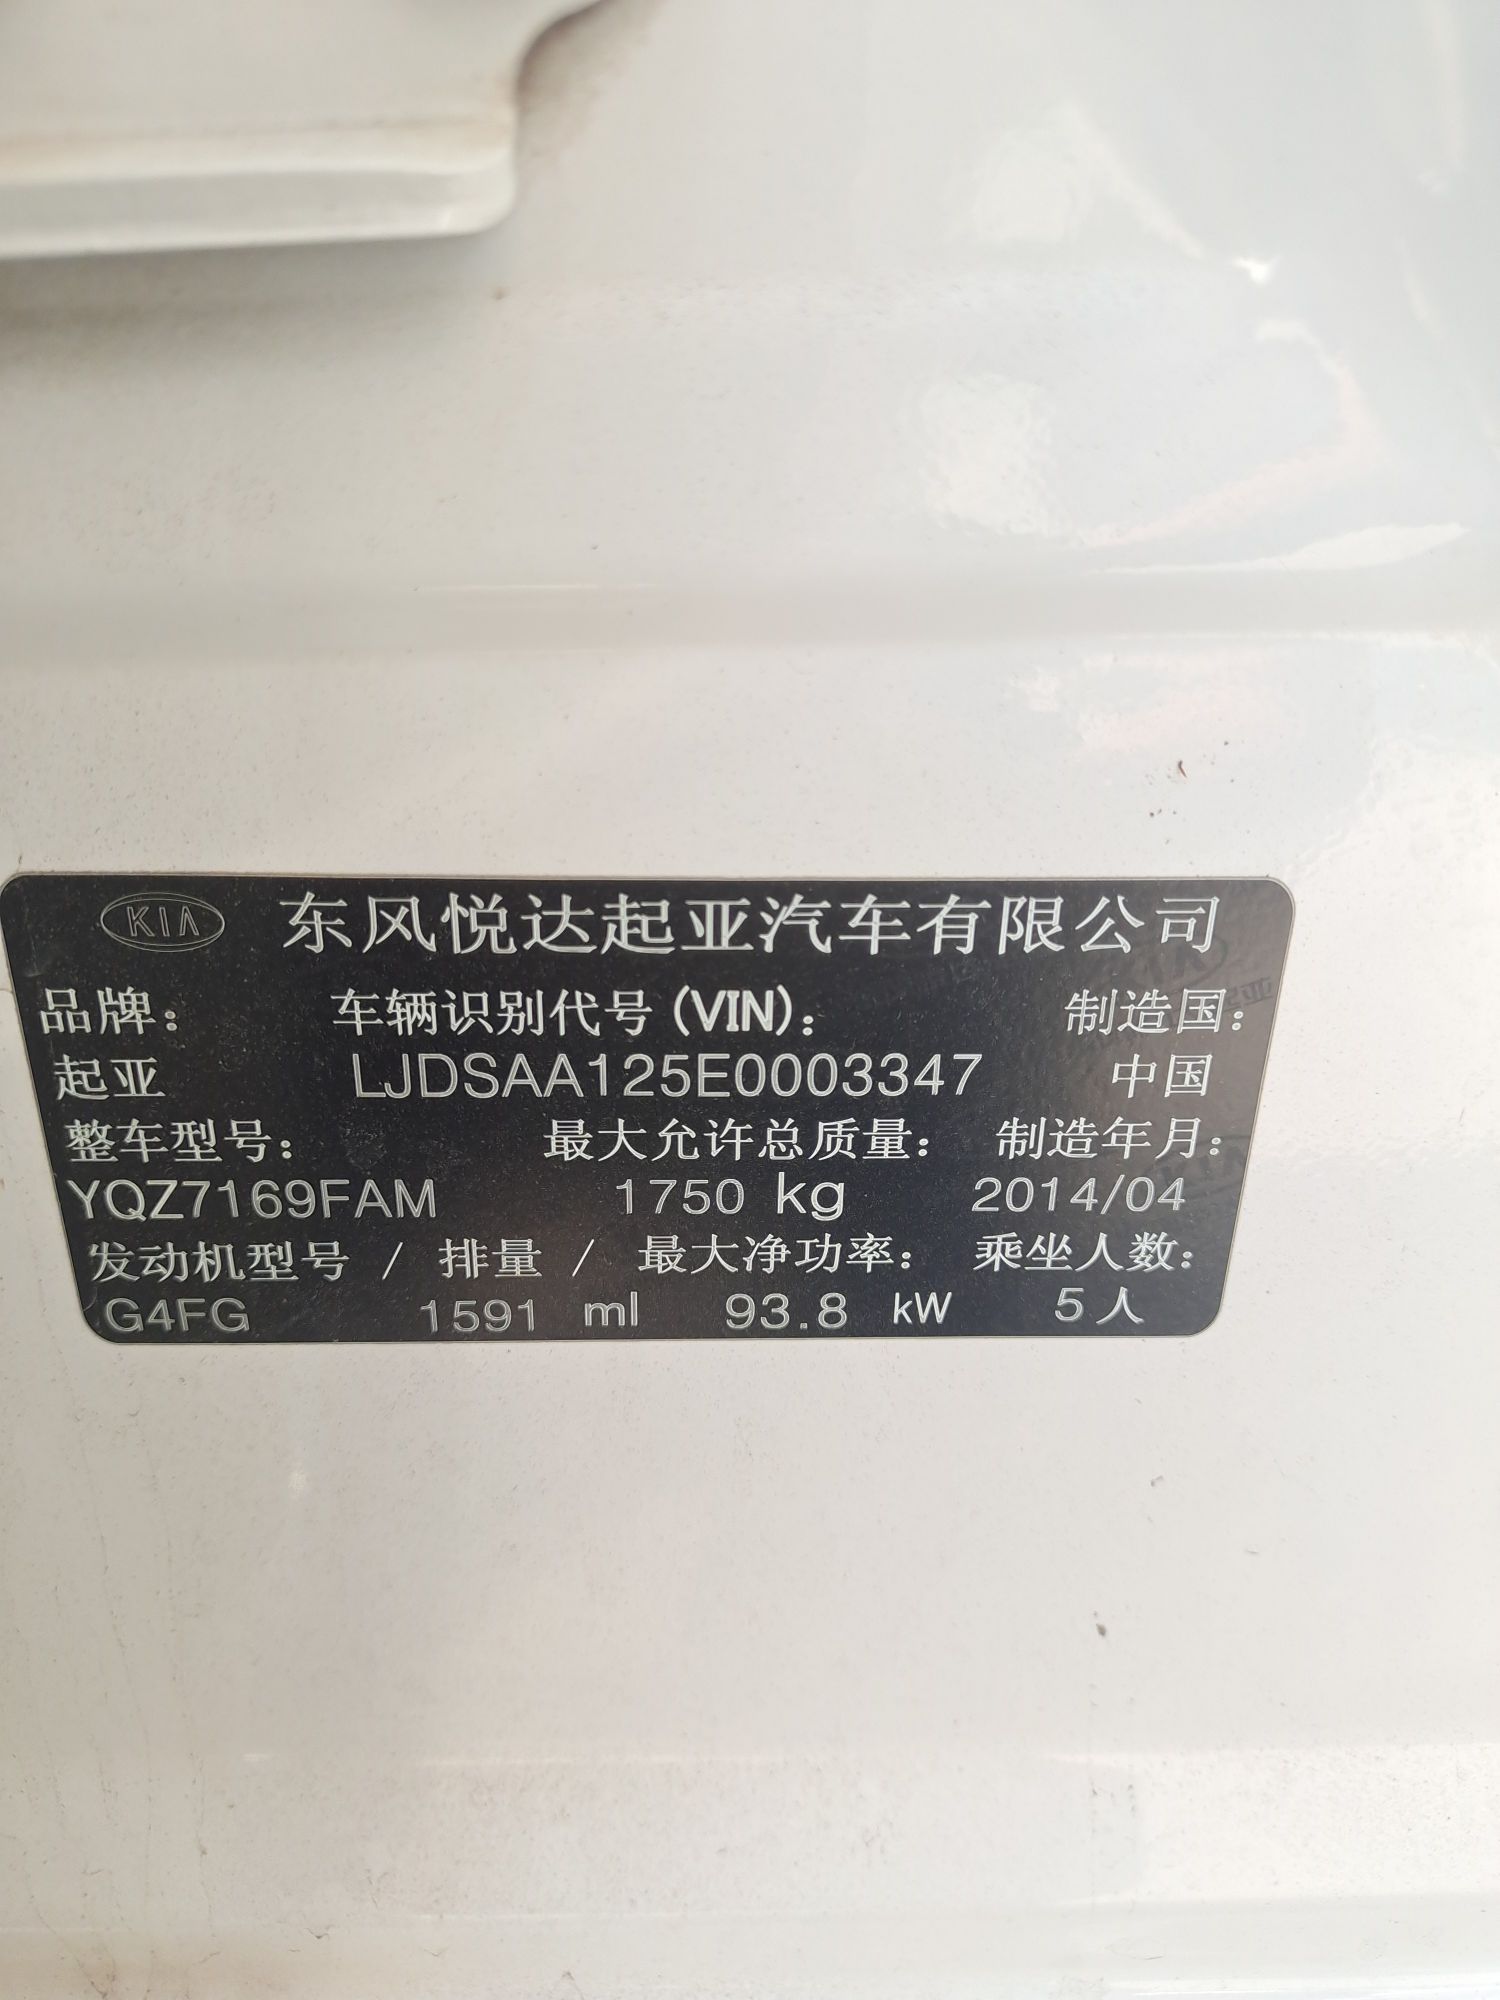 KIA 东风悦达起亚汽车有限公司
品牌: 车辆识别代号(VIN): 制造国:
起亚 LJDSAA125E0003347 中国
整车型号: 最大允许总质量: 制造年月:
YQZ7169FAM 1750 kg 2014/04
发动机型号 / 排量 / 最大净功率: 乘坐人数:
G4FG 1591 ml 93.8 kW 5人